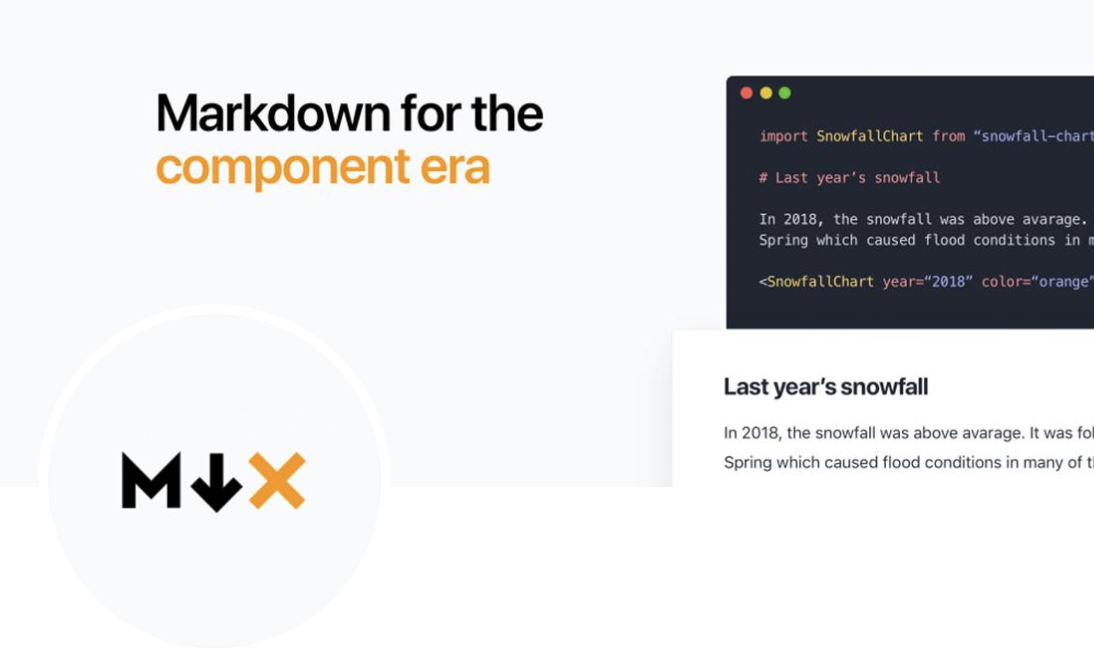 Markdown for the
component era
import SnowfallChart from “snowfall-chart
# Last year’s snowfall
In 2018, the snowfall was above avarage.
Spring which caused flood conditions in m
<SnowfallChart year=“2018” color=“orange”
Last year’s snowfall
In 2018, the snowfall was above avarage. It was fol
Spring which caused flood conditions in many of t
M↓X